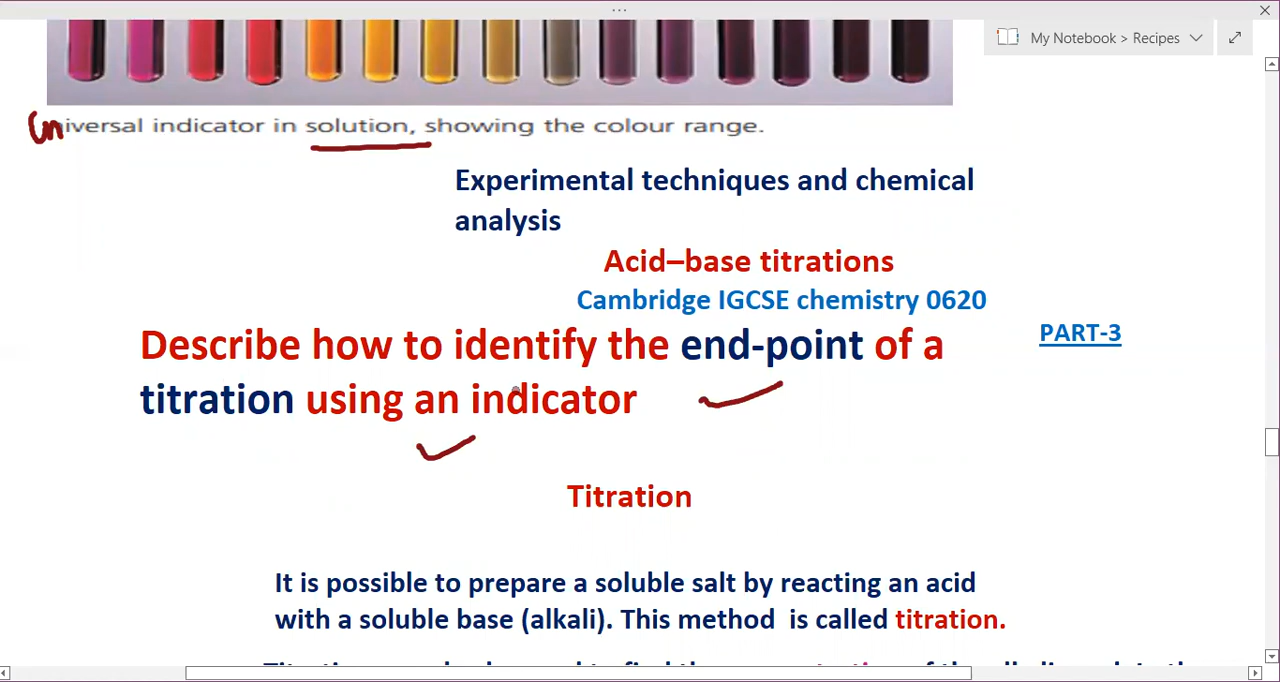 My Notebook > Recipes
Universal indicator in solution, showing the colour range.
Experimental techniques and chemical
analysis
Acid–base titrations
Cambridge IGCSE chemistry 0620
Describe how to identify the end-point of a
PART-3
titration using an indicator
Titration
It is possible to prepare a soluble salt by reacting an acid
with a soluble base (alkali). This method is called titration.